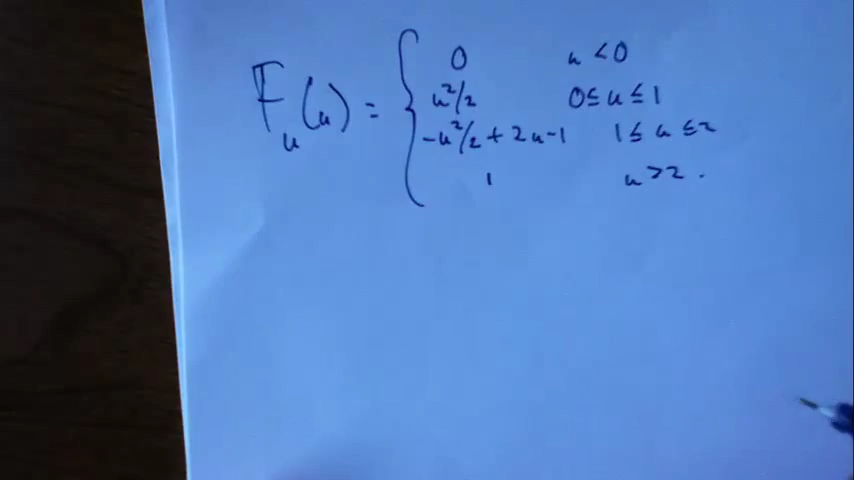 F_u(u) = { 0 u < 0
u²/2 0 ≤ u ≤ 1
-u²/2 + 2u - 1 1 ≤ u ≤ 2
1 u > 2 .